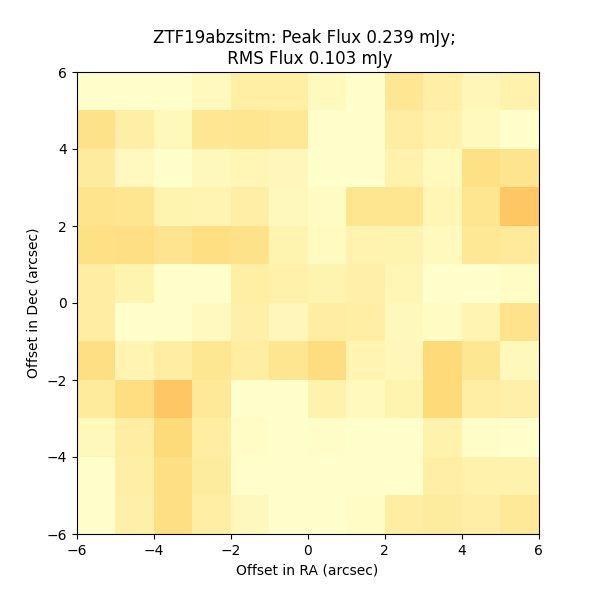 ZTF19abzsitm: Peak Flux 0.239 mJy;
RMS Flux 0.103 mJy
6
4
2
0
−2
−4
−6
Offset in Dec (arcsec)
−6 −4 −2 0 2 4 6
Offset in RA (arcsec)